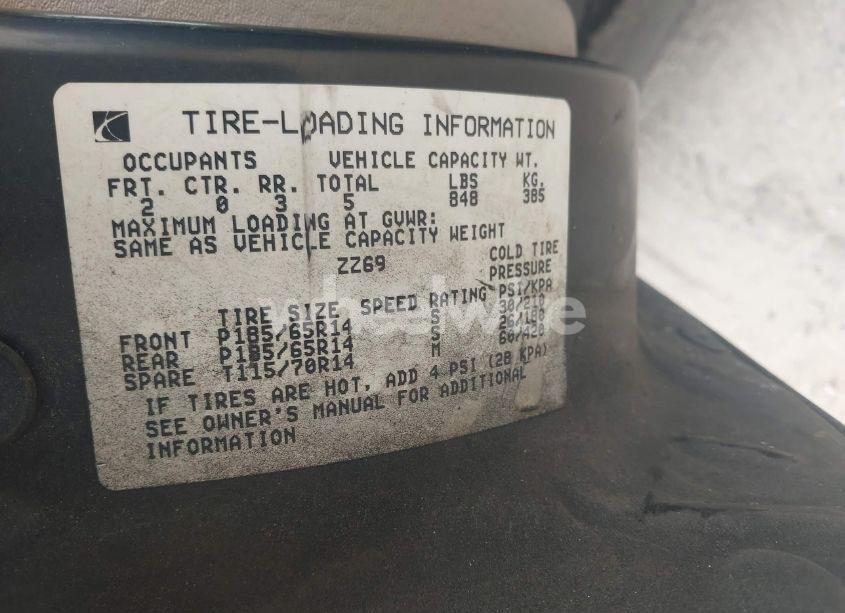 TIRE-LOADING INFORMATION
OCCUPANTS VEHICLE CAPACITY WT.
FRT. CTR. RR. TOTAL LBS KG.
2 0 3 5 848 385
MAXIMUM LOADING AT GVWR:
SAME AS VEHICLE CAPACITY WEIGHT
ZZ69 COLD TIRE
PRESSURE
TIRE SIZE SPEED RATING PSI/KPA
FRONT P185/65R14 S 30/210
REAR P185/65R14 S 26/180
SPARE T115/70R14 M 60/420
IF TIRES ARE HOT, ADD 4 PSI (28 KPA)
SEE OWNER'S MANUAL FOR ADDITIONAL
INFORMATION
wheelwise